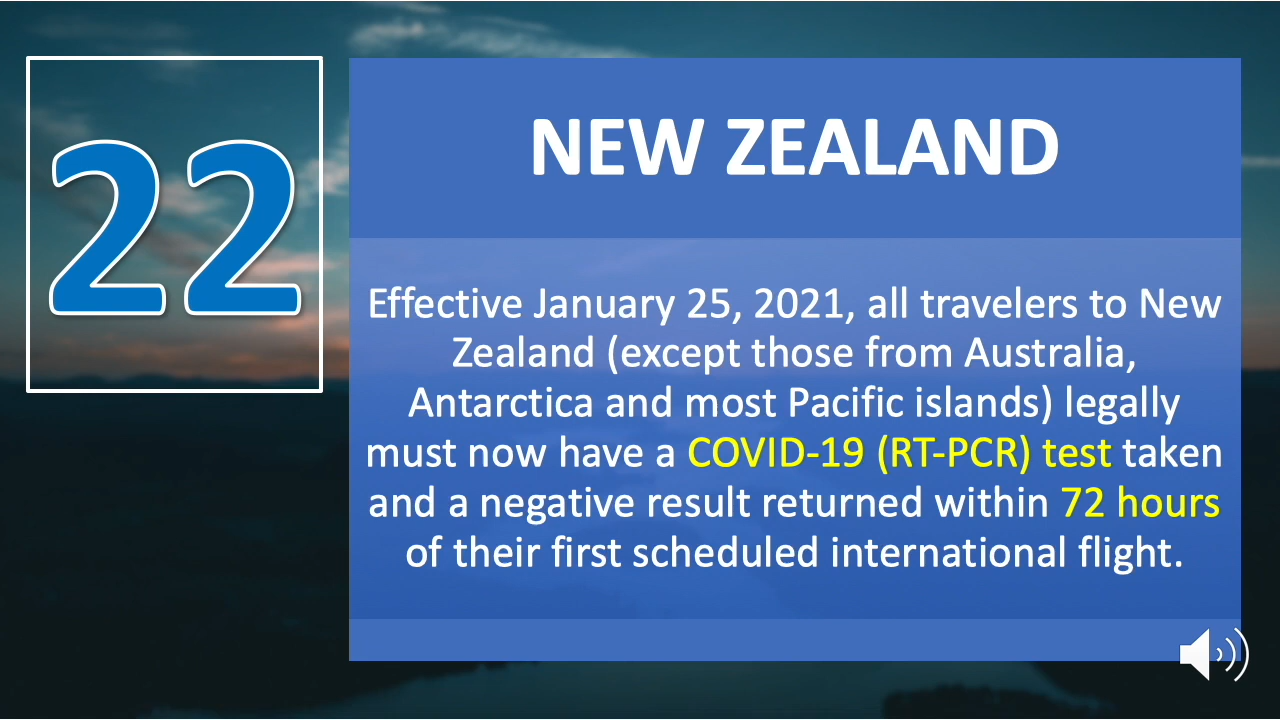 22
NEW ZEALAND
Effective January 25, 2021, all travelers to New
Zealand (except those from Australia,
Antarctica and most Pacific islands) legally
must now have a COVID-19 (RT-PCR) test taken
and a negative result returned within 72 hours
of their first scheduled international flight.